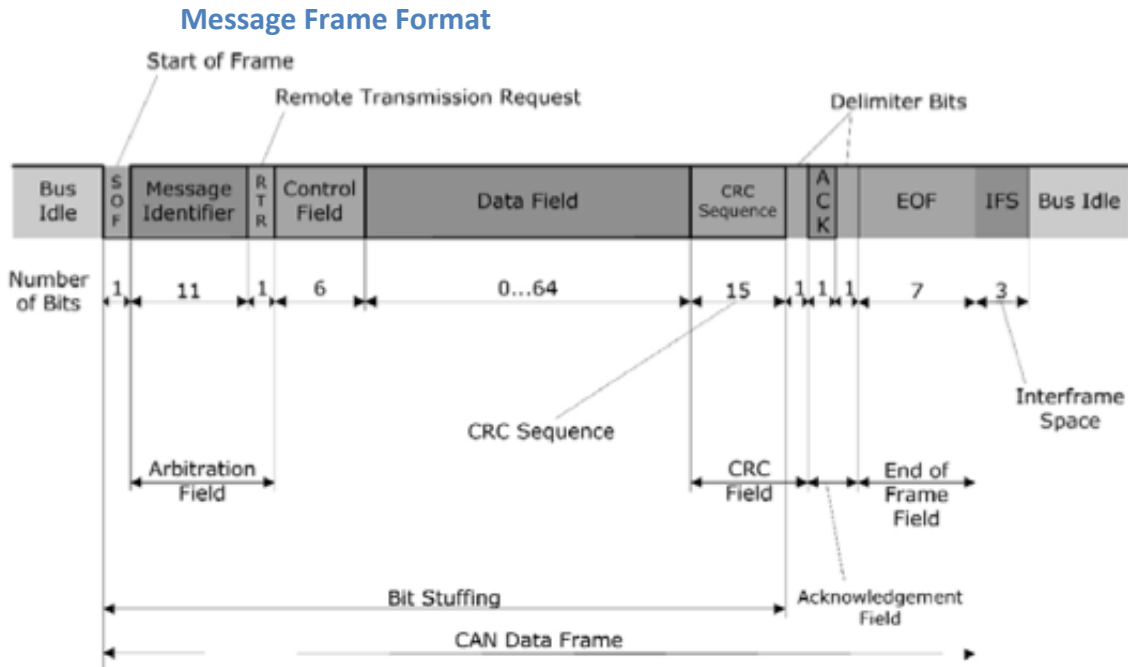 Message Frame Format
Start of Frame
Remote Transmission Request
Delimiter Bits
Bus
Idle
SOF
Message
Identifier
RTR
Control
Field
Data Field
CRC
Sequence
ACK
EOF
IFS
Bus Idle
Number
of Bits
1
11
1
6
0...64
15
1
1
1
7
3
Interframe
Space
CRC Sequence
Arbitration
Field
CRC
Field
End of
Frame
Field
Bit Stuffing
Acknowledgement
Field
CAN Data Frame